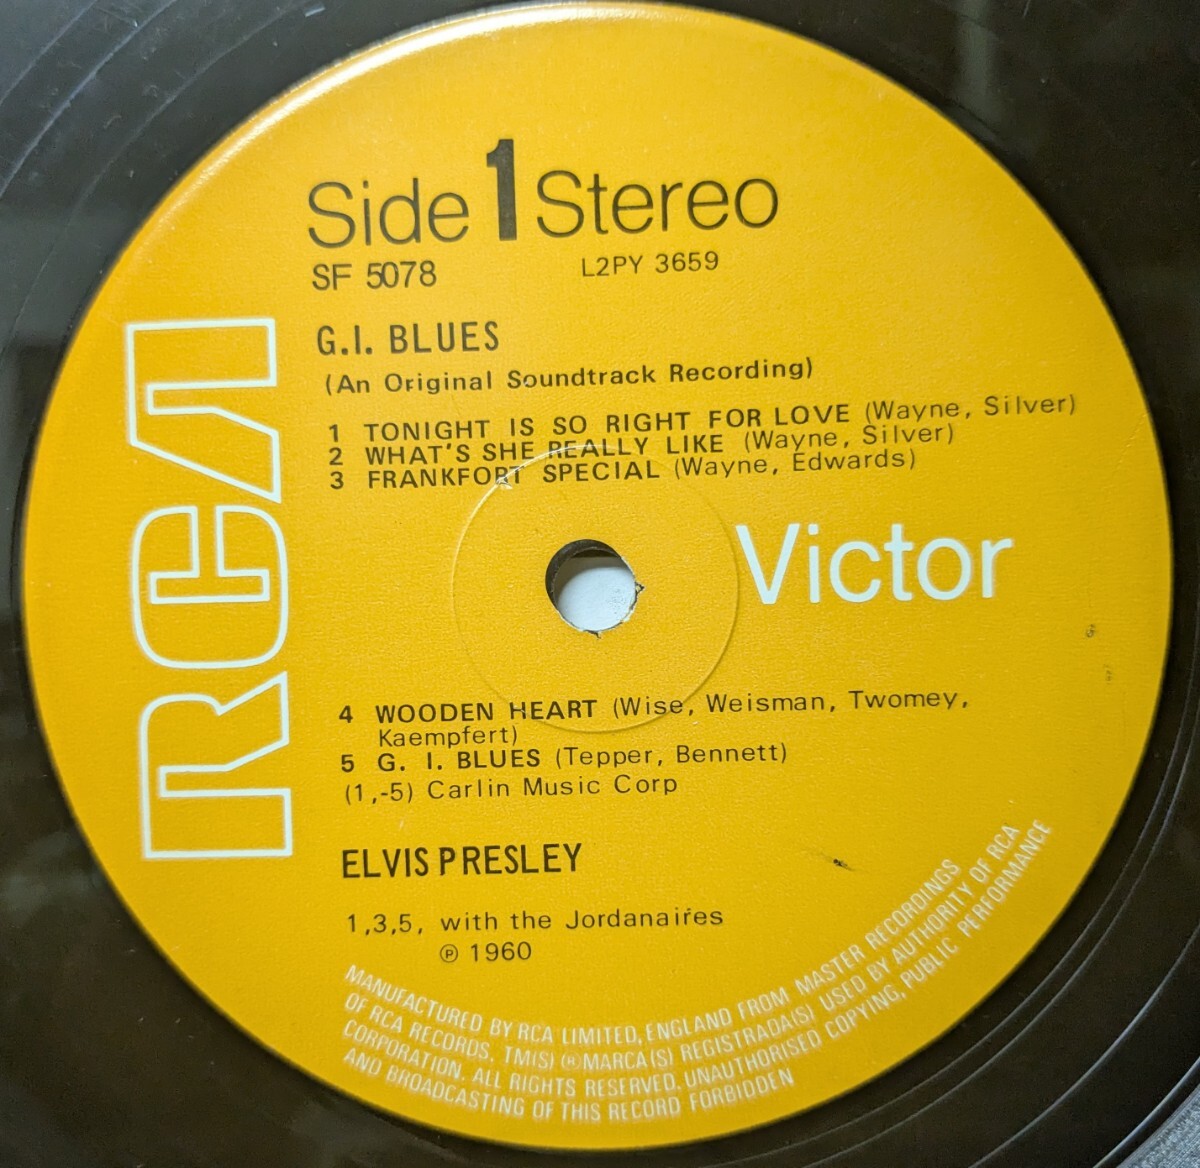 Side 1 Stereo
SF 5078 L2PY 3659
G.I. BLUES
(An Original Soundtrack Recording)
1 TONIGHT IS SO RIGHT FOR LOVE (Wayne, Silver)
2 WHAT'S SHE REALLY LIKE (Wayne, Silver)
3 FRANKFORT SPECIAL (Wayne, Edwards)
RCA
Victor
4 WOODEN HEART (Wise, Weisman, Twomey,
Kaempfert)
5 G. I. BLUES (Tepper, Bennett)
(1,-5) Carlin Music Corp
ELVIS PRESLEY
1,3,5, with the Jordanaires
℗ 1960
MANUFACTURED BY RCA LIMITED, ENGLAND FROM MASTER RECORDINGS
OF RCA RECORDS. TM(S) ® MARCA(S) REGISTRADA(S) USED BY AUTHORITY OF RCA
CORPORATION. ALL RIGHTS RESERVED. UNAUTHORISED COPYING, PUBLIC PERFORMANCE
AND BROADCASTING OF THIS RECORD FORBIDDEN